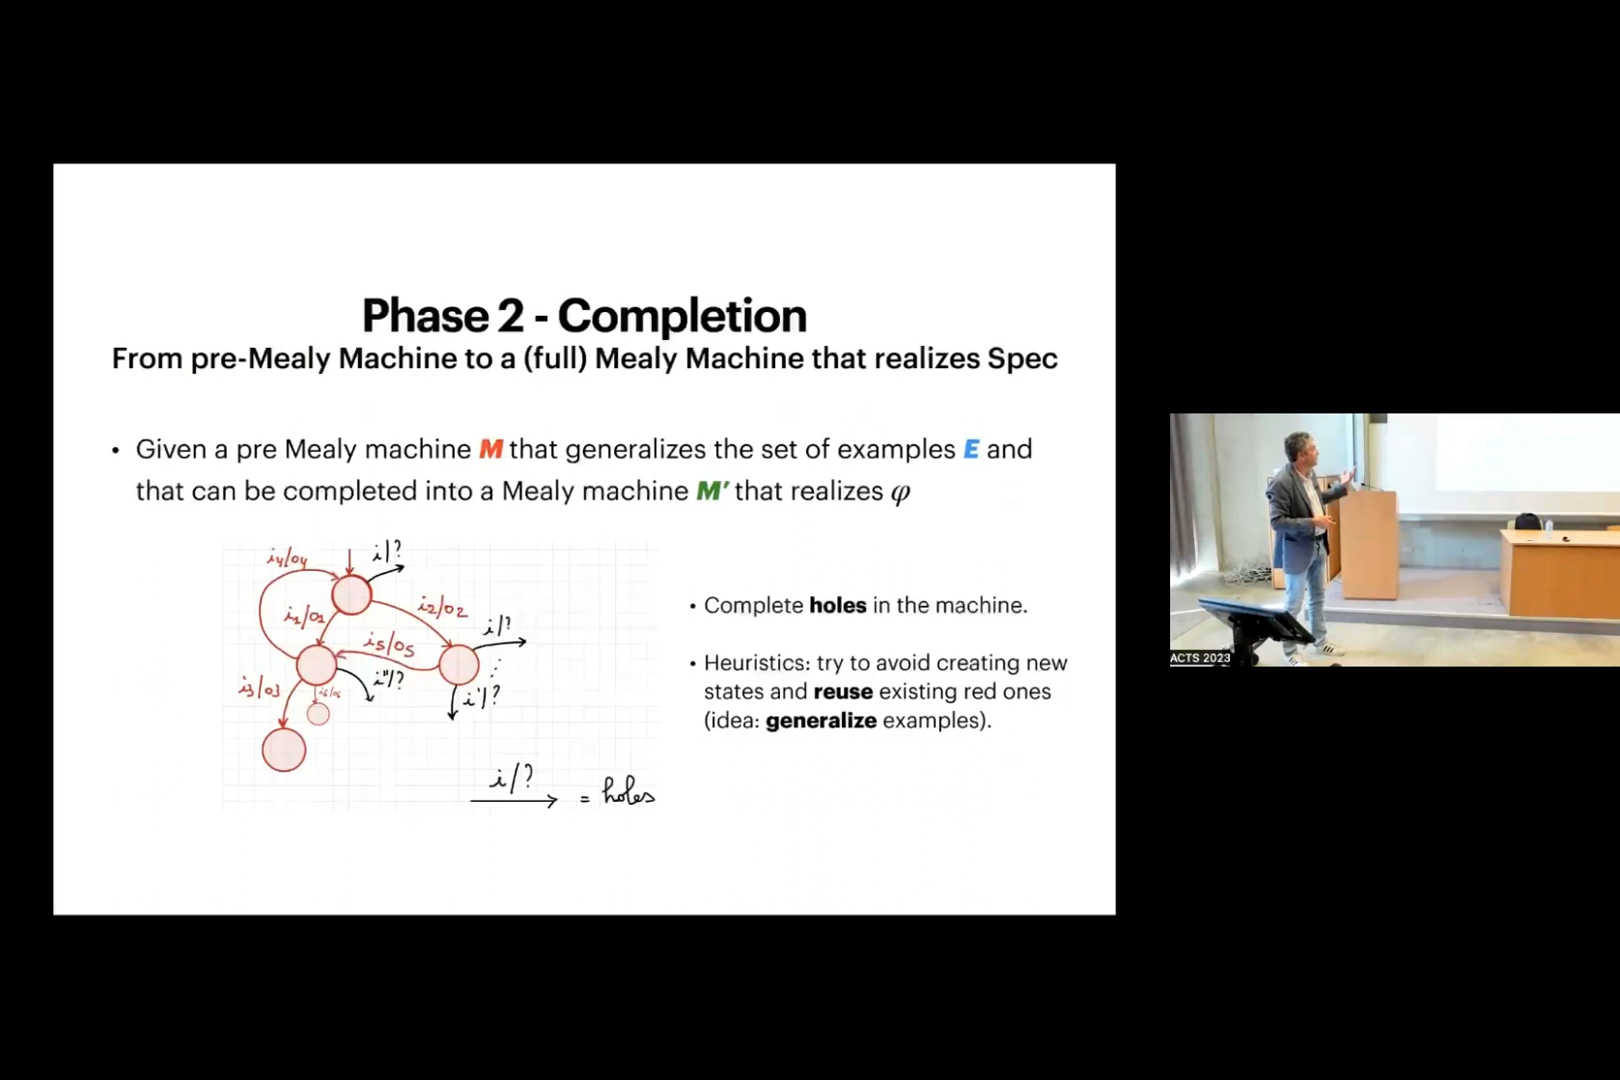 Phase 2 - Completion
From pre-Mealy Machine to a (full) Mealy Machine that realizes Spec
• Given a pre Mealy machine M that generalizes the set of examples E and
that can be completed into a Mealy machine M' that realizes φ
i4/o4
i/?
i1/o1
i2/o2
i/?
i5/o5
i3/o3
i6/o6
i''/?
i'/?
i/?
= holes
• Complete holes in the machine.
• Heuristics: try to avoid creating new
states and reuse existing red ones
(idea: generalize examples).
ACTS 2023